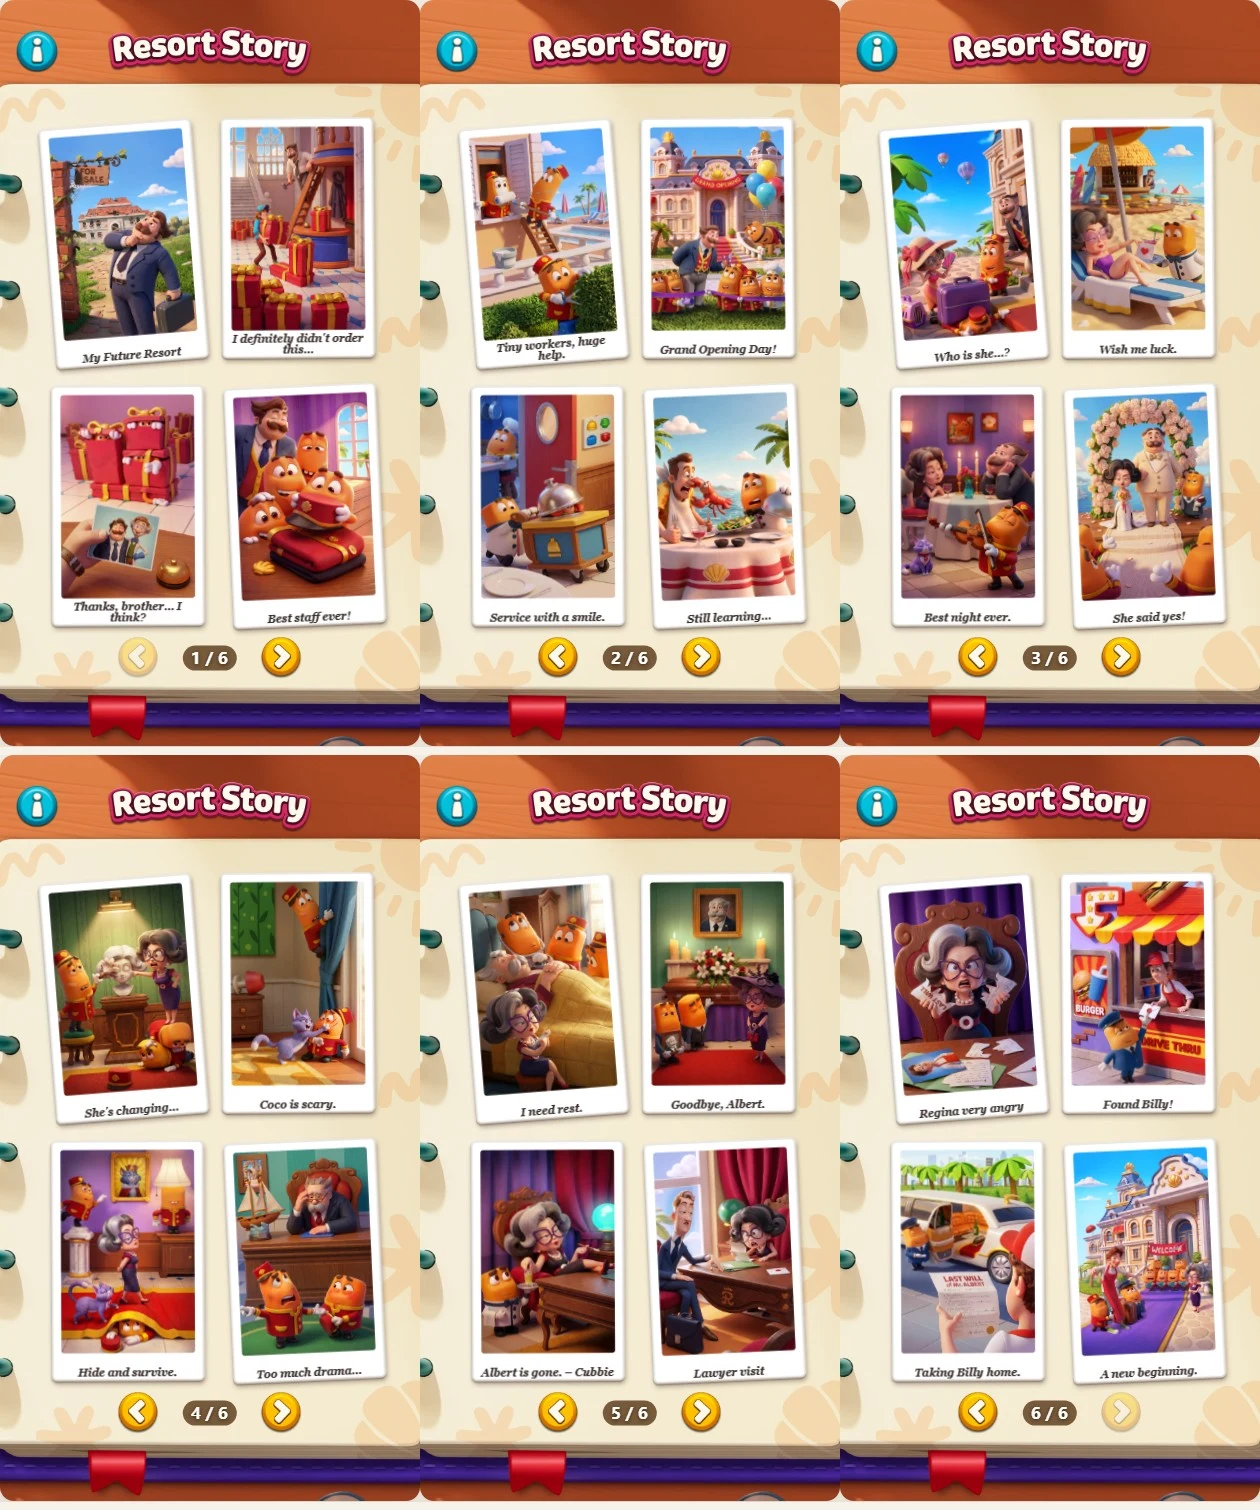 Resort Story
FOR
SALE
My Future Resort
I definitely didn't order
this...
Thanks, brother... I
think?
Best staff ever!
1 / 6
Resort Story
Tiny workers, huge
help.
GRAND OPENING
Grand Opening Day!
Service with a smile.
Still learning...
2 / 6
Resort Story
Who is she...?
Wish me luck.
Best night ever.
She said yes!
3 / 6
Resort Story
She's changing...
Coco is scary.
Hide and survive.
Too much drama...
4 / 6
Resort Story
I need rest.
Goodbye, Albert.
Albert is gone. – Cubbie
Lawyer visit
5 / 6
Resort Story
Regina very angry
BURGER
DRIVE THRU
Found Billy!
LAST WILL
of Mr. ALBERT
Taking Billy home.
WELCOME
A new beginning.
6 / 6